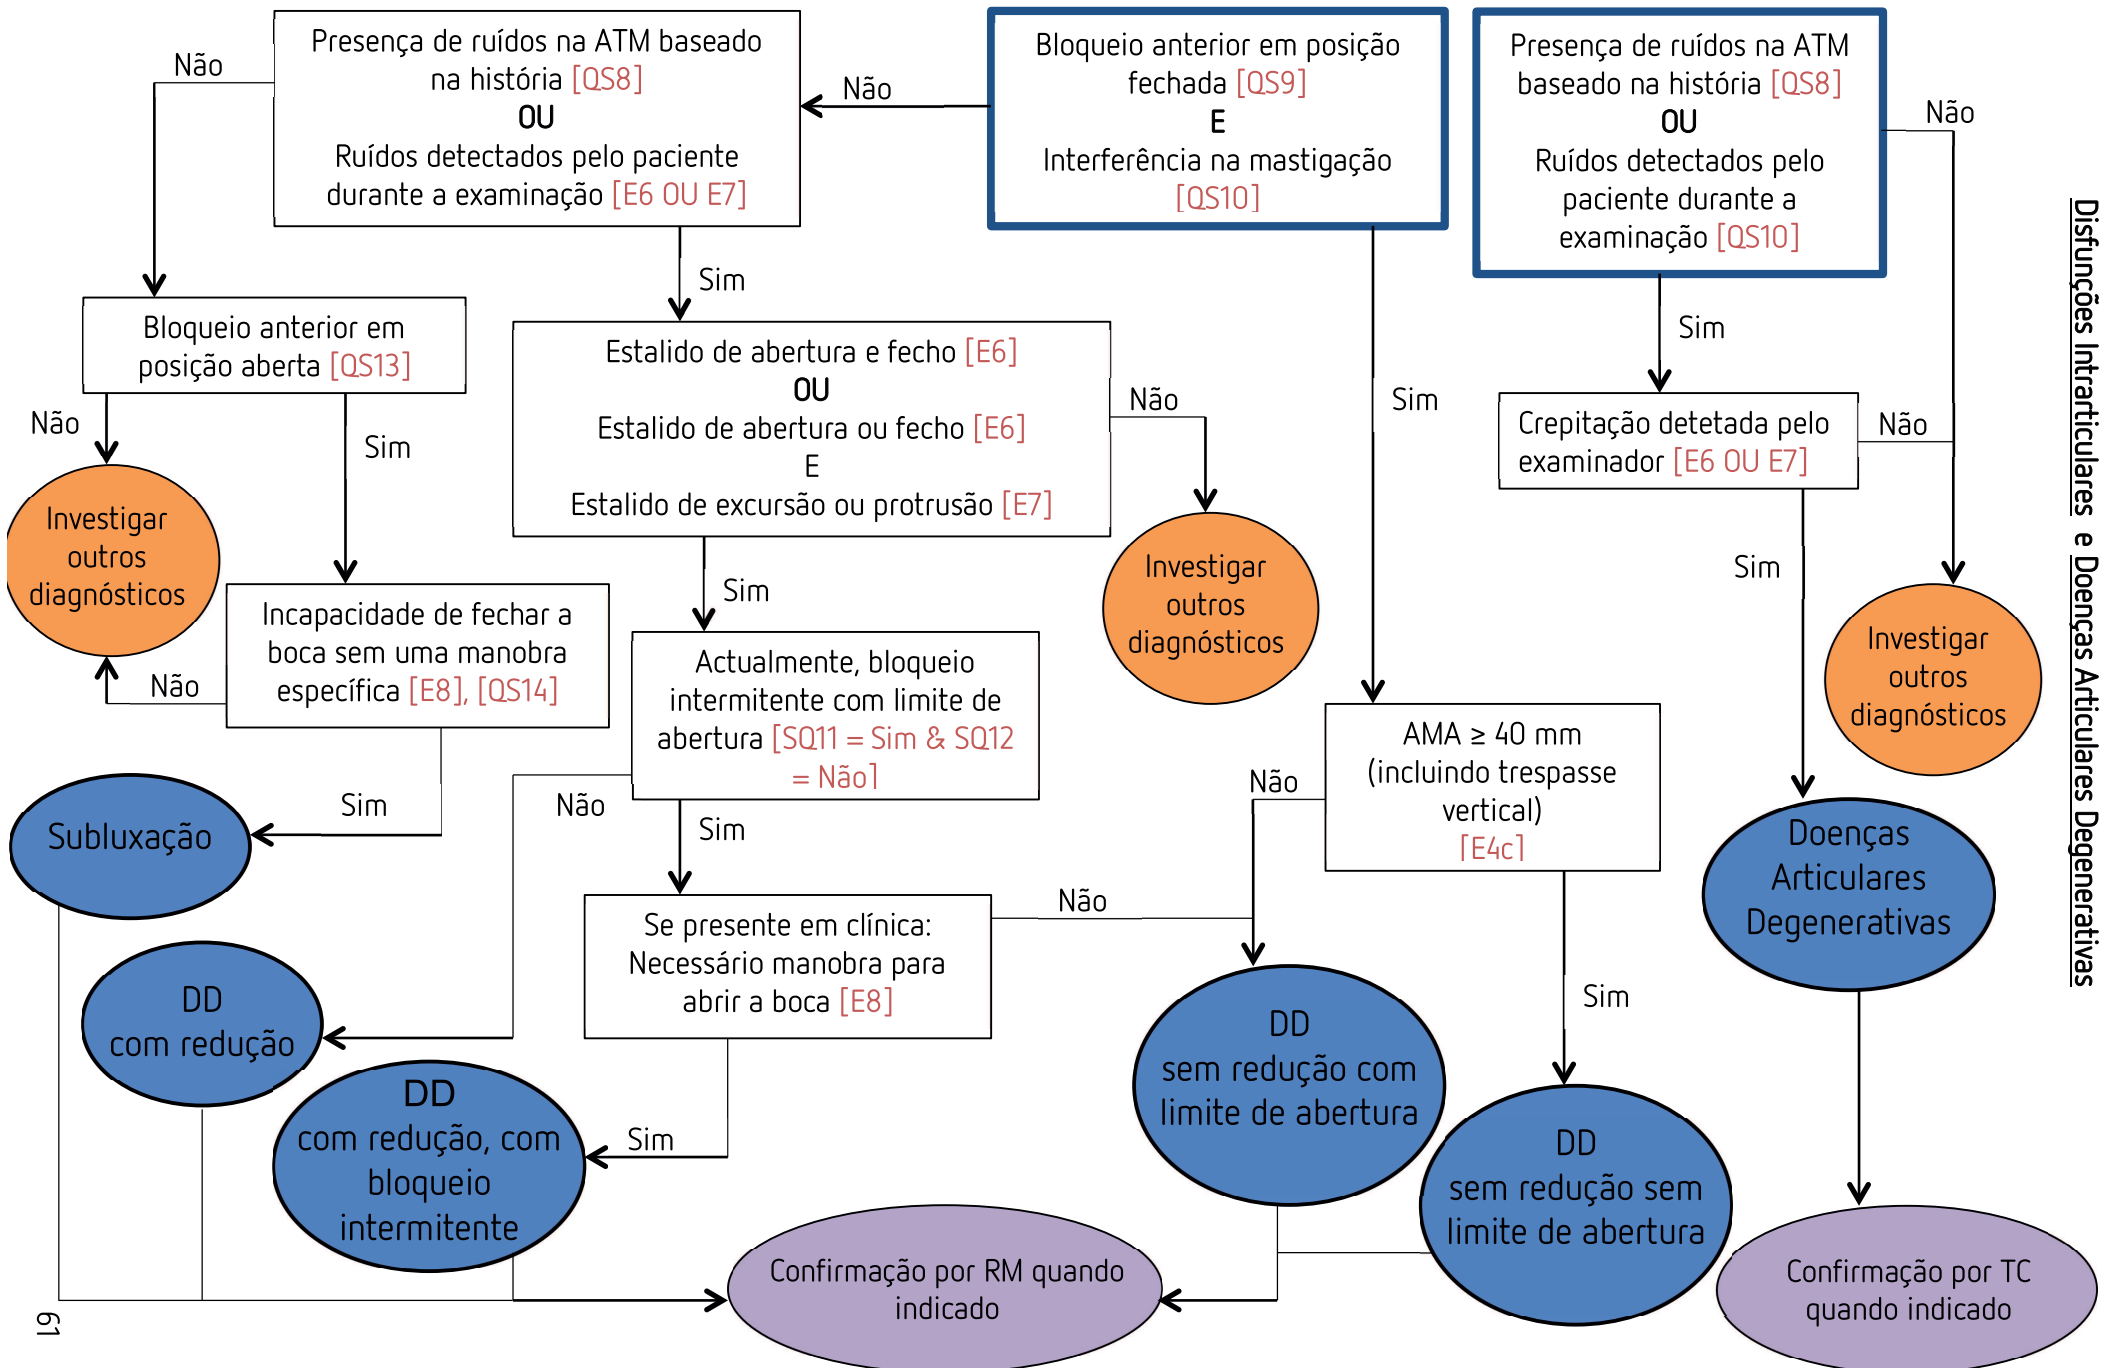 Presença de ruídos na ATM baseado
na história [QS8]
OU
Ruídos detectados pelo paciente
durante a examinação [E6 OU E7]
Não
Bloqueio anterior em posição
fechada [QS9]
E
Interferência na mastigação
[QS10]
Não
Presença de ruídos na ATM
baseado na história [QS8]
OU
Ruídos detectados pelo
paciente durante a
examinação [QS10]
Não
Disfunções Intrarticulares e Doenças Articulares Degenerativas
Sim
Sim
Sim
Bloqueio anterior em
posição aberta [QS13]
Não
Sim
Estalido de abertura e fecho [E6]
OU
Estalido de abertura ou fecho [E6]
E
Estalido de excursão ou protrusão [E7]
Não
Crepitação detetada pelo
examinador [E6 OU E7]
Não
Investigar
outros
diagnósticos
Sim
Investigar
outros
diagnósticos
Sim
Investigar
outros
diagnósticos
Incapacidade de fechar a
boca sem uma manobra
específica [E8], [QS14]
Não
Actualmente, bloqueio
intermitente com limite de
abertura [SQ11 = Sim & SQ12
= Não]
AMA ≥ 40 mm
(incluindo trespasse
vertical)
[E4c]
Não
Subluxação
Sim
Não
Sim
Doenças
Articulares
Degenerativas
Se presente em clínica:
Necessário manobra para
abrir a boca [E8]
Não
Sim
DD
com redução
DD
com redução, com
bloqueio
intermitente
Sim
DD
sem redução com
limite de abertura
DD
sem redução sem
limite de abertura
Confirmação por RM quando
indicado
Confirmação por TC
quando indicado
61